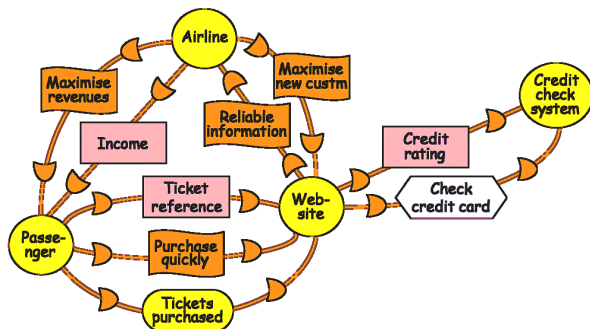 Airline
Maximise
revenues
Maximise
new custm
Reliable
information
Income
Credit
check
system
Credit
rating
Ticket
reference
Web-
site
Check
credit card
Passe-
nger
Purchase
quickly
Tickets
purchased